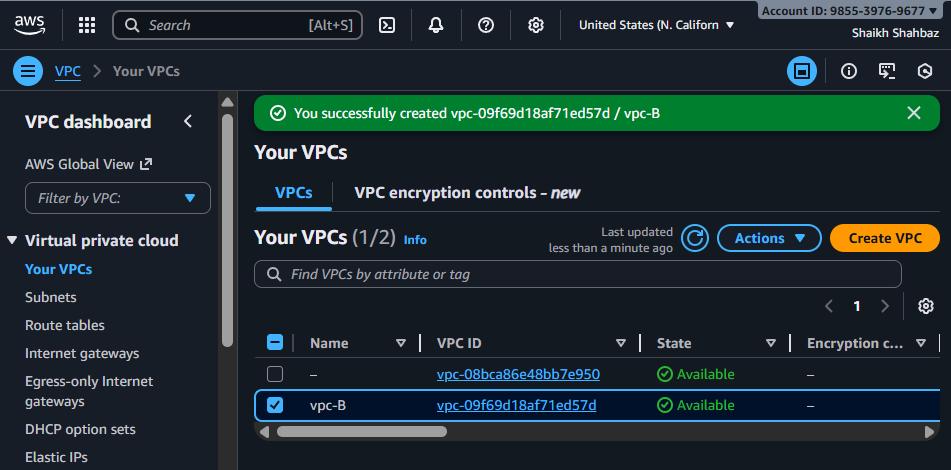 Account ID: 9855-3976-9677
aws
Search [Alt+S]
United States (N. Californ
Shaikh Shahbaz
VPC > Your VPCs
VPC dashboard
AWS Global View
Filter by VPC:
Virtual private cloud
Your VPCs
Subnets
Route tables
Internet gateways
Egress-only Internet
gateways
DHCP option sets
Elastic IPs
You successfully created vpc-09f69d18af71ed57d / vpc-B
Your VPCs
VPCs VPC encryption controls - new
Your VPCs (1/2) Info
Last updated
less than a minute ago
Actions
Create VPC
Find VPCs by attribute or tag
1
Name VPC ID State Encryption c...
– vpc-08bca86e48bb7e950 Available –
vpc-B vpc-09f69d18af71ed57d Available –